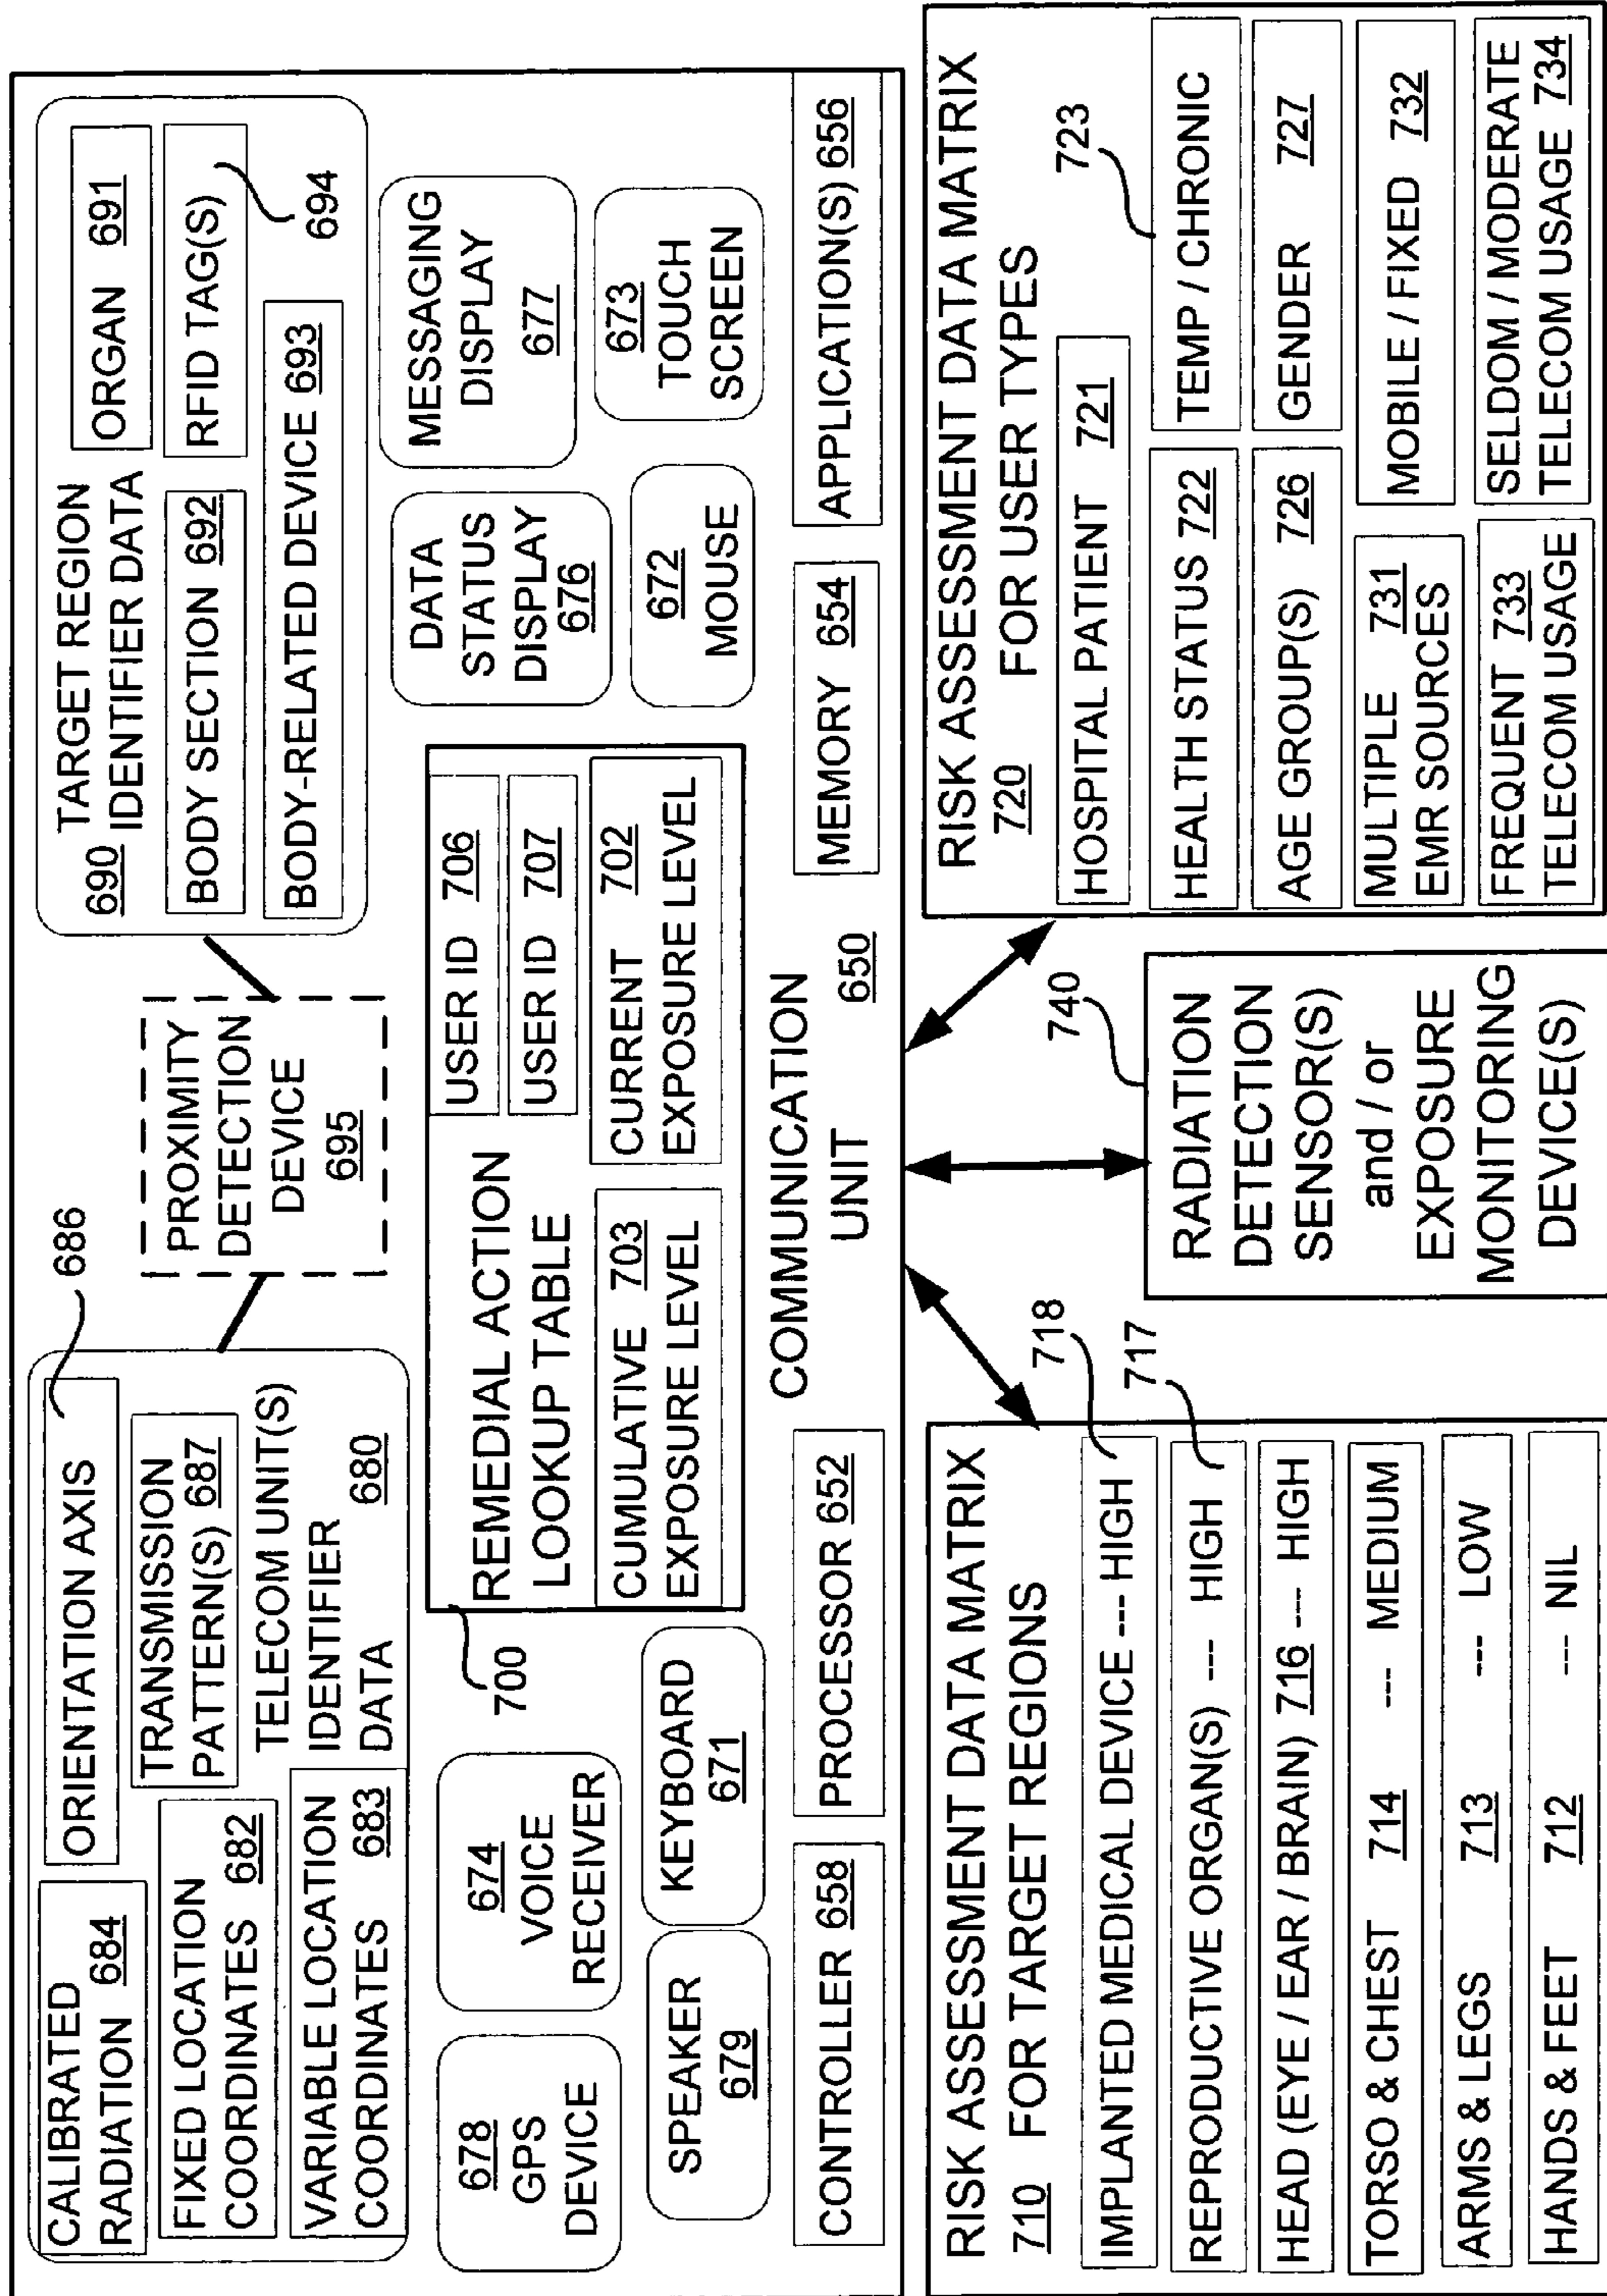 CALIBRATED
RADIATION 684
ORIENTATION AXIS
686
FIXED LOCATION
COORDINATES 682
TRANSMISSION
PATTERN(S) 687
VARIABLE LOCATION
COORDINATES 683
TELECOM UNIT(S)
IDENTIFIER
DATA 680
PROXIMITY
DETECTION
DEVICE
695
TARGET REGION
690 IDENTIFIER DATA
ORGAN 691
BODY SECTION 692
RFID TAG(S)
694
BODY-RELATED DEVICE 693
678
GPS
DEVICE
674
VOICE
RECEIVER
SPEAKER
679
KEYBOARD
671
700
REMEDIAL ACTION
LOOKUP TABLE
USER ID 706
USER ID 707
CUMULATIVE 703
EXPOSURE LEVEL
CURRENT 702
EXPOSURE LEVEL
DATA
STATUS
DISPLAY
676
MESSAGING
DISPLAY
677
672
MOUSE
673
TOUCH
SCREEN
COMMUNICATION
UNIT 650
CONTROLLER 658
PROCESSOR 652
MEMORY 654
APPLICATION(S) 656
RISK ASSESSMENT DATA MATRIX
710 FOR TARGET REGIONS
IMPLANTED MEDICAL DEVICE --- HIGH
718
REPRODUCTIVE ORGAN(S) --- HIGH
717
HEAD (EYE / EAR / BRAIN) 716 --- HIGH
TORSO & CHEST 714 --- MEDIUM
ARMS & LEGS 713 --- LOW
HANDS & FEET 712 --- NIL
740
RADIATION
DETECTION
SENSOR(S)
and / or
EXPOSURE
MONITORING
DEVICE(S)
RISK ASSESSMENT DATA MATRIX
720 FOR USER TYPES
HOSPITAL PATIENT 721
723
HEALTH STATUS 722
TEMP / CHRONIC
AGE GROUP(S) 726
GENDER 727
MULTIPLE 731
EMR SOURCES
MOBILE / FIXED 732
FREQUENT 733
TELECOM USAGE
SELDOM / MODERATE
TELECOM USAGE 734